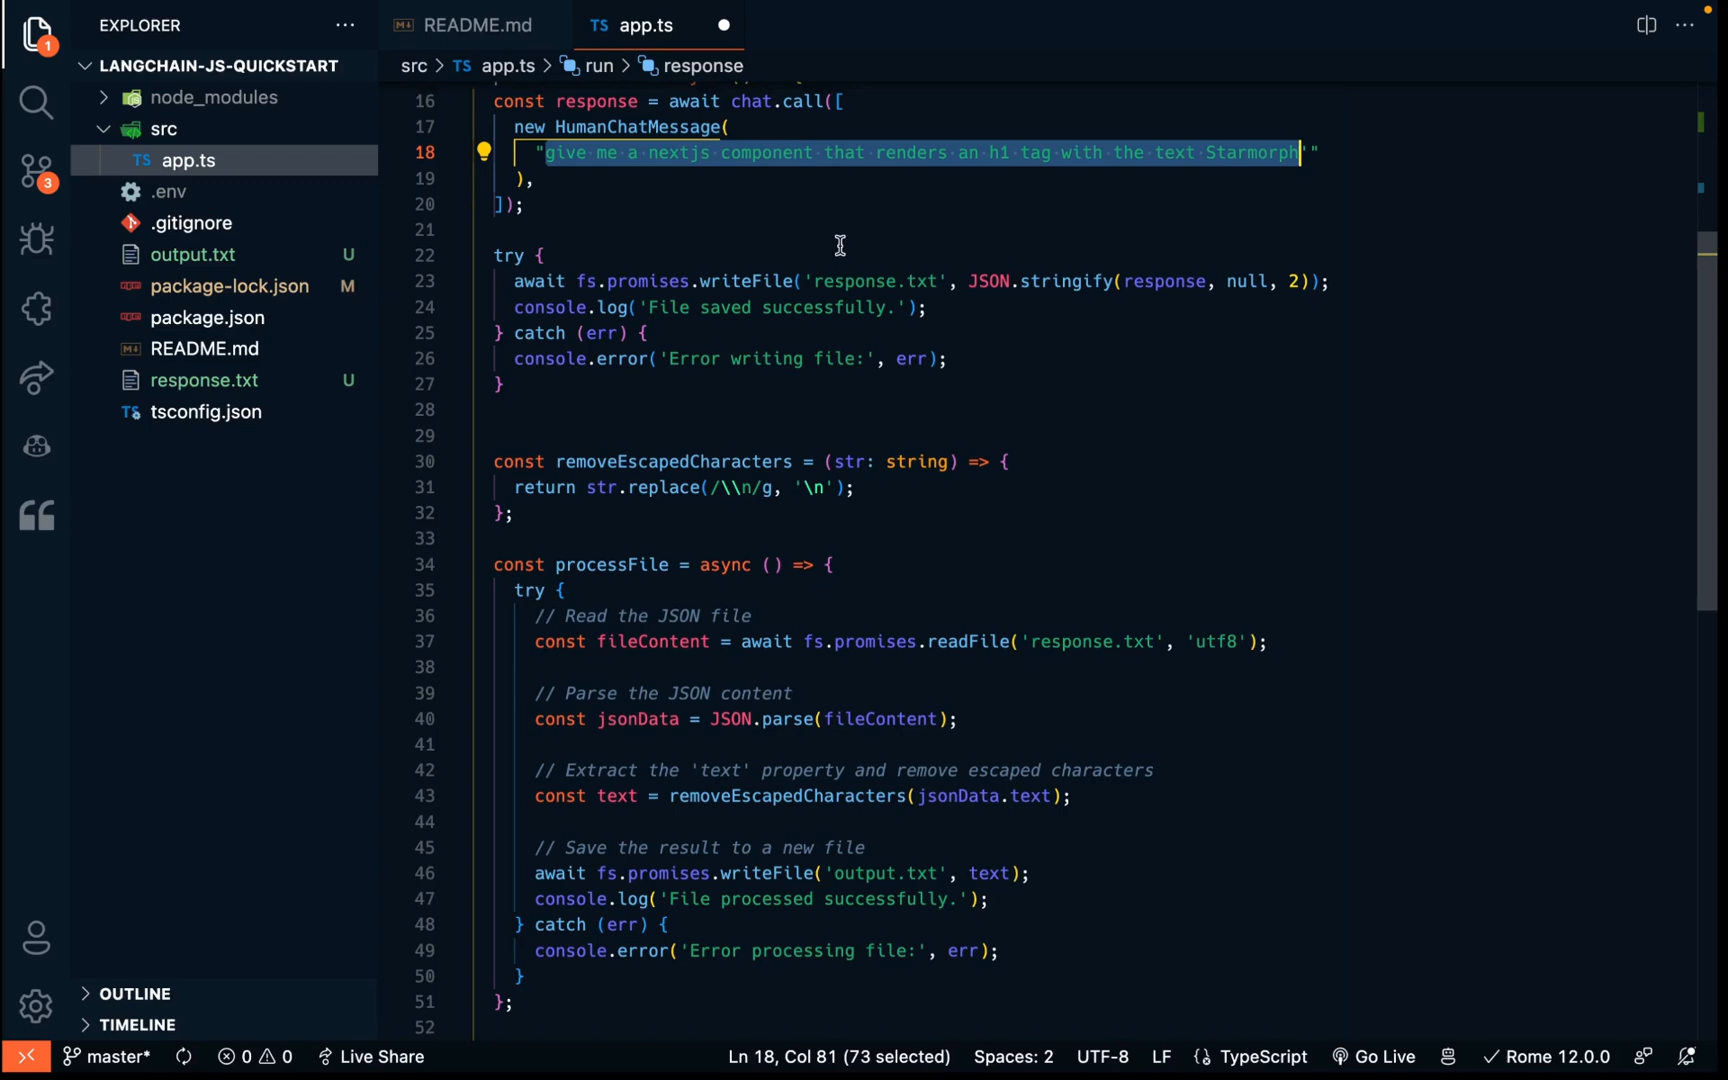 EXPLORER
README.md
TS app.ts
1
LANGCHAIN-JS-QUICKSTART
src > TS app.ts > run > response
node_modules
src
TS app.ts
.env
.gitignore
output.txt U
package-lock.json M
package.json
README.md
response.txt U
TS tsconfig.json
3
16 const response = await chat.call([
17 new HumanChatMessage(
18 "give·me·a·nextjs·component·that·renders·an·h1·tag·with·the·text·Starmorph'"
19 ),
20 ]);
21
22 try {
23 await fs.promises.writeFile('response.txt', JSON.stringify(response, null, 2));
24 console.log('File saved successfully.');
25 } catch (err) {
26 console.error('Error writing file:', err);
27 }
28
29
30 const removeEscapedCharacters = (str: string) => {
31 return str.replace(/\\n/g, '\n');
32 };
33
34 const processFile = async () => {
35 try {
36 // Read the JSON file
37 const fileContent = await fs.promises.readFile('response.txt', 'utf8');
38
39 // Parse the JSON content
40 const jsonData = JSON.parse(fileContent);
41
42 // Extract the 'text' property and remove escaped characters
43 const text = removeEscapedCharacters(jsonData.text);
44
45 // Save the result to a new file
46 await fs.promises.writeFile('output.txt', text);
47 console.log('File processed successfully.');
48 } catch (err) {
49 console.error('Error processing file:', err);
50 }
51 };
52
OUTLINE
TIMELINE
master* 0 0 Live Share Ln 18, Col 81 (73 selected) Spaces: 2 UTF-8 LF TypeScript Go Live Rome 12.0.0